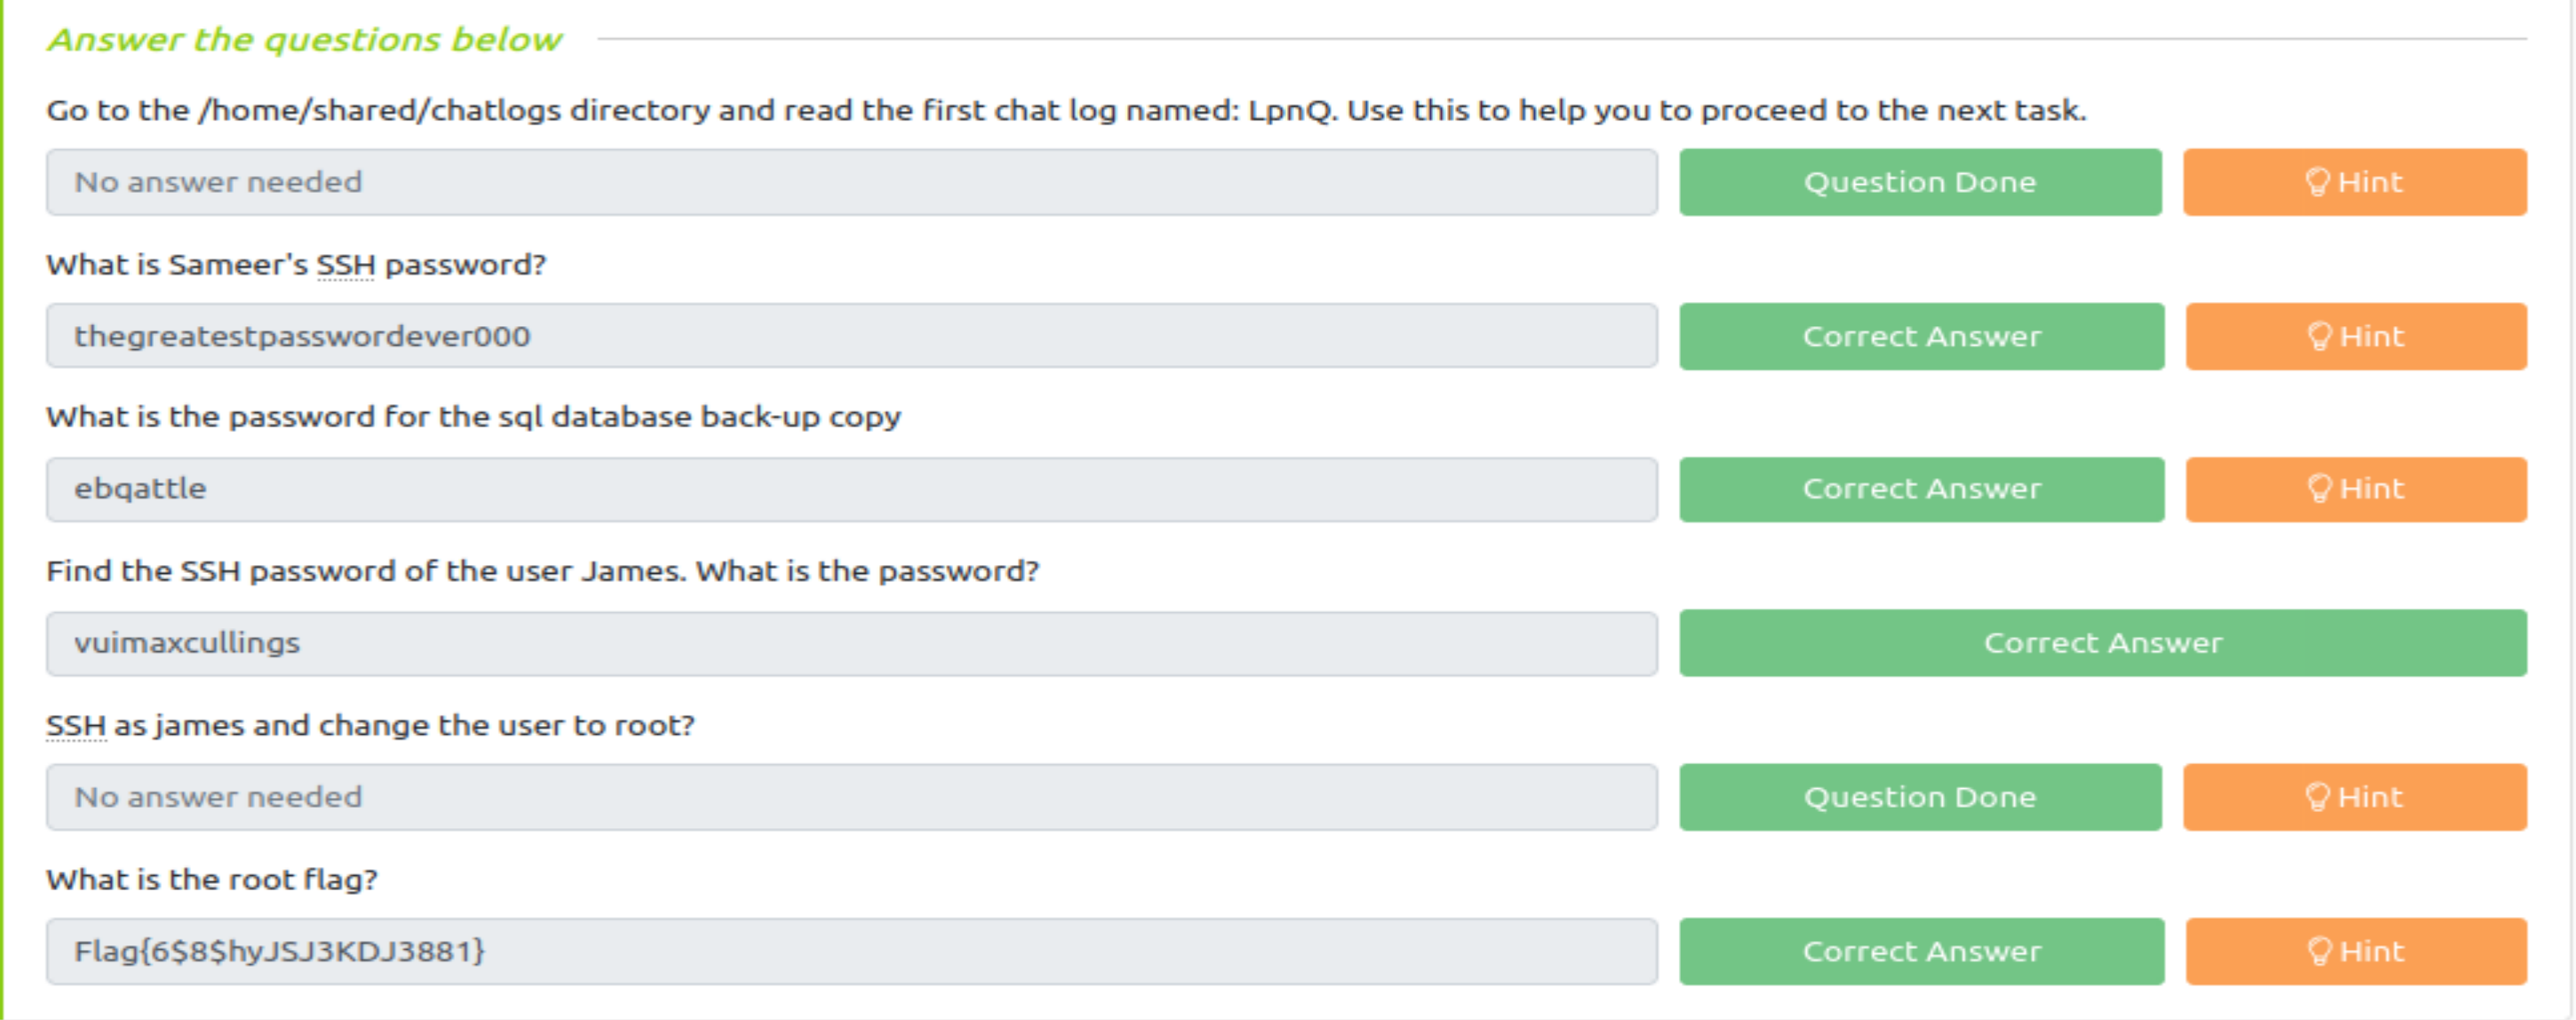 Answer the questions below
Go to the /home/shared/chatlogs directory and read the first chat log named: LpnQ. Use this to help you to proceed to the next task.
No answer needed Question Done Hint
What is Sameer's SSH password?
thegreatestpasswordever000 Correct Answer Hint
What is the password for the sql database back-up copy
ebqattle Correct Answer Hint
Find the SSH password of the user James. What is the password?
vuimaxcullings Correct Answer
SSH as james and change the user to root?
No answer needed Question Done Hint
What is the root flag?
Flag{6$8$hyJSJ3KDJ3881} Correct Answer Hint